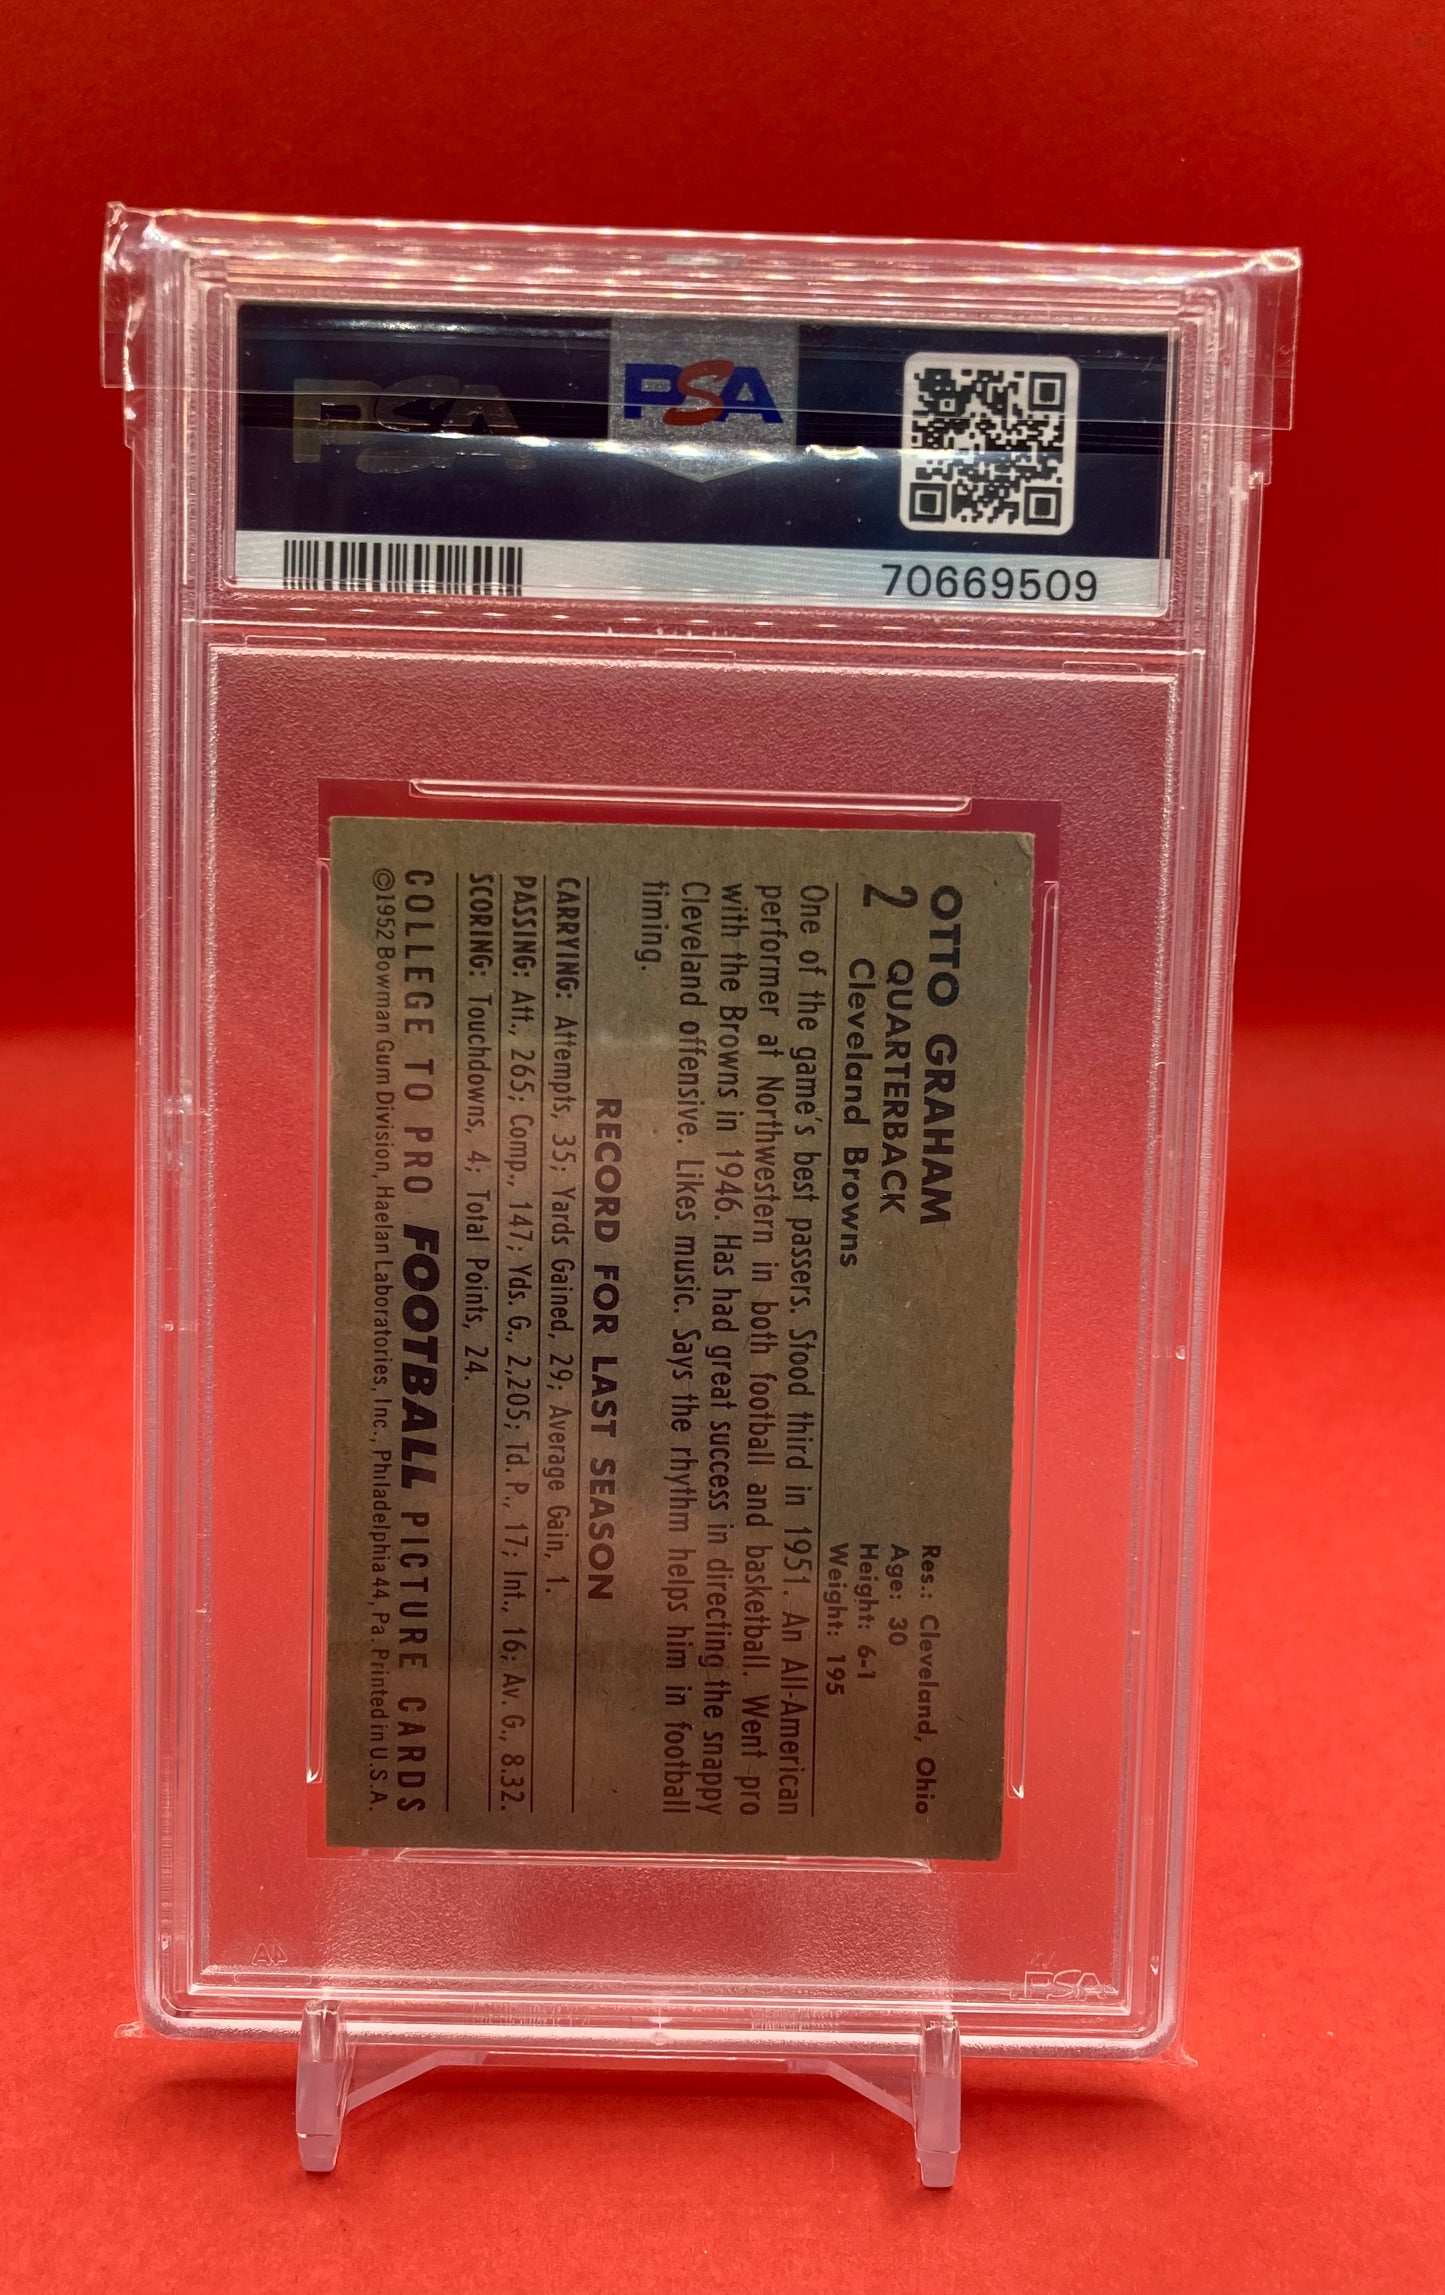 PSA
PSA
70669509
OTTO GRAHAM
2 QUARTERBACK
Cleveland Browns
Res.: Cleveland, Ohio
Age: 30
Height: 6-1
Weight: 195
One of the game's best passers. Stood third in 1951. An All-American
performer at Northwestern in both football and basketball. Went pro
with the Browns in 1946. Has had great success in directing the snappy
Cleveland offensive. Likes music. Says the rhythm helps him in football
timing.
RECORD FOR LAST SEASON
CARRYING: Attempts, 35; Yards Gained, 29; Average Gain, 1.
PASSING: Att., 265; Comp., 147; Yds. G., 2,205; Td. P., 17; Int., 16; Av. G., 8.32.
SCORING: Touchdowns, 4; Total Points, 24.
COLLEGE TO PRO FOOTBALL PICTURE CARDS
©1952 Bowman Gum Division, Haelan Laboratories, Inc., Philadelphia 44, Pa. Printed in U.S.A.
PSA